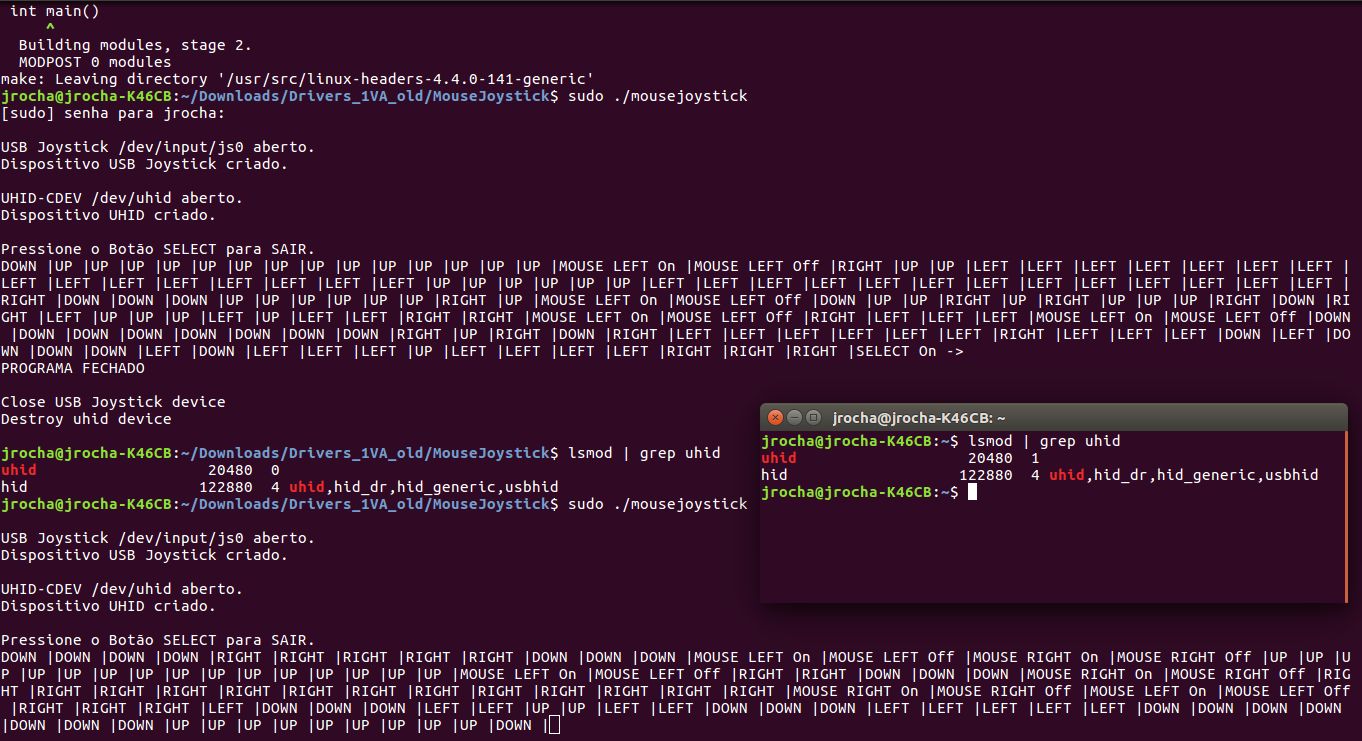 int main()
^
Building modules, stage 2.
MODPOST 0 modules
make: Leaving directory '/usr/src/linux-headers-4.4.0-141-generic'
jrocha@jrocha-K46CB:~/Downloads/Drivers_1VA_old/MouseJoystick$ sudo ./mousejoystick
[sudo] senha para jrocha:
USB Joystick /dev/input/js0 aberto.
Dispositivo USB Joystick criado.
UHID-CDEV /dev/uhid aberto.
Dispositivo UHID criado.
Pressione o Botão SELECT para SAIR.
DOWN |UP |UP |UP |UP |UP |UP |UP |UP |UP |UP |UP |UP |UP |UP |MOUSE LEFT On |MOUSE LEFT Off |RIGHT |UP |UP |LEFT |LEFT |LEFT |LEFT |LEFT |LEFT |LEFT |
LEFT |LEFT |LEFT |LEFT |LEFT |LEFT |LEFT |LEFT |UP |UP |UP |UP |UP |UP |LEFT |LEFT |LEFT |LEFT |LEFT |LEFT |LEFT |LEFT |LEFT |LEFT |LEFT |LEFT |LEFT |
RIGHT |DOWN |DOWN |DOWN |UP |UP |UP |UP |UP |UP |RIGHT |UP |MOUSE LEFT On |MOUSE LEFT Off |DOWN |UP |UP |RIGHT |UP |RIGHT |UP |UP |UP |RIGHT |DOWN |RI
GHT |LEFT |UP |UP |UP |LEFT |UP |LEFT |LEFT |RIGHT |RIGHT |MOUSE LEFT On |MOUSE LEFT Off |RIGHT |LEFT |LEFT |LEFT |MOUSE LEFT On |MOUSE LEFT Off |DOWN
|DOWN |DOWN |DOWN |DOWN |DOWN |DOWN |DOWN |RIGHT |UP |RIGHT |DOWN |RIGHT |LEFT |LEFT |LEFT |LEFT |LEFT |LEFT |RIGHT |LEFT |LEFT |LEFT |DOWN |LEFT |DO
WN |DOWN |DOWN |LEFT |DOWN |LEFT |LEFT |LEFT |UP |LEFT |LEFT |LEFT |LEFT |RIGHT |RIGHT |RIGHT |SELECT On ->
PROGRAMA FECHADO
Close USB Joystick device
Destroy uhid device
jrocha@jrocha-K46CB:~/Downloads/Drivers_1VA_old/MouseJoystick$ lsmod | grep uhid
uhid 20480 0
hid 122880 4 uhid,hid_dr,hid_generic,usbhid
jrocha@jrocha-K46CB:~/Downloads/Drivers_1VA_old/MouseJoystick$ sudo ./mousejoystick
USB Joystick /dev/input/js0 aberto.
Dispositivo USB Joystick criado.
UHID-CDEV /dev/uhid aberto.
Dispositivo UHID criado.
Pressione o Botão SELECT para SAIR.
DOWN |DOWN |DOWN |DOWN |RIGHT |RIGHT |RIGHT |RIGHT |RIGHT |DOWN |DOWN |DOWN |MOUSE LEFT On |MOUSE LEFT Off |MOUSE RIGHT On |MOUSE RIGHT Off |UP |UP |U
P |UP |UP |UP |UP |UP |UP |UP |UP |UP |UP |UP |UP |MOUSE LEFT On |MOUSE LEFT Off |RIGHT |RIGHT |DOWN |DOWN |DOWN |MOUSE RIGHT On |MOUSE RIGHT Off |RIG
HT |RIGHT |RIGHT |RIGHT |RIGHT |RIGHT |RIGHT |RIGHT |RIGHT |RIGHT |RIGHT |RIGHT |MOUSE RIGHT On |MOUSE RIGHT Off |MOUSE LEFT On |MOUSE LEFT Off
|RIGHT |RIGHT |RIGHT |LEFT |DOWN |DOWN |DOWN |LEFT |LEFT |UP |UP |LEFT |LEFT |DOWN |DOWN |DOWN |LEFT |LEFT |LEFT |LEFT |LEFT |DOWN |DOWN |DOWN |DOWN
|DOWN |DOWN |DOWN |UP |UP |UP |UP |UP |UP |UP |UP |UP |DOWN |
jrocha@jrocha-K46CB: ~
jrocha@jrocha-K46CB:~$ lsmod | grep uhid
uhid 20480 1
hid 122880 4 uhid,hid_dr,hid_generic,usbhid
jrocha@jrocha-K46CB:~$